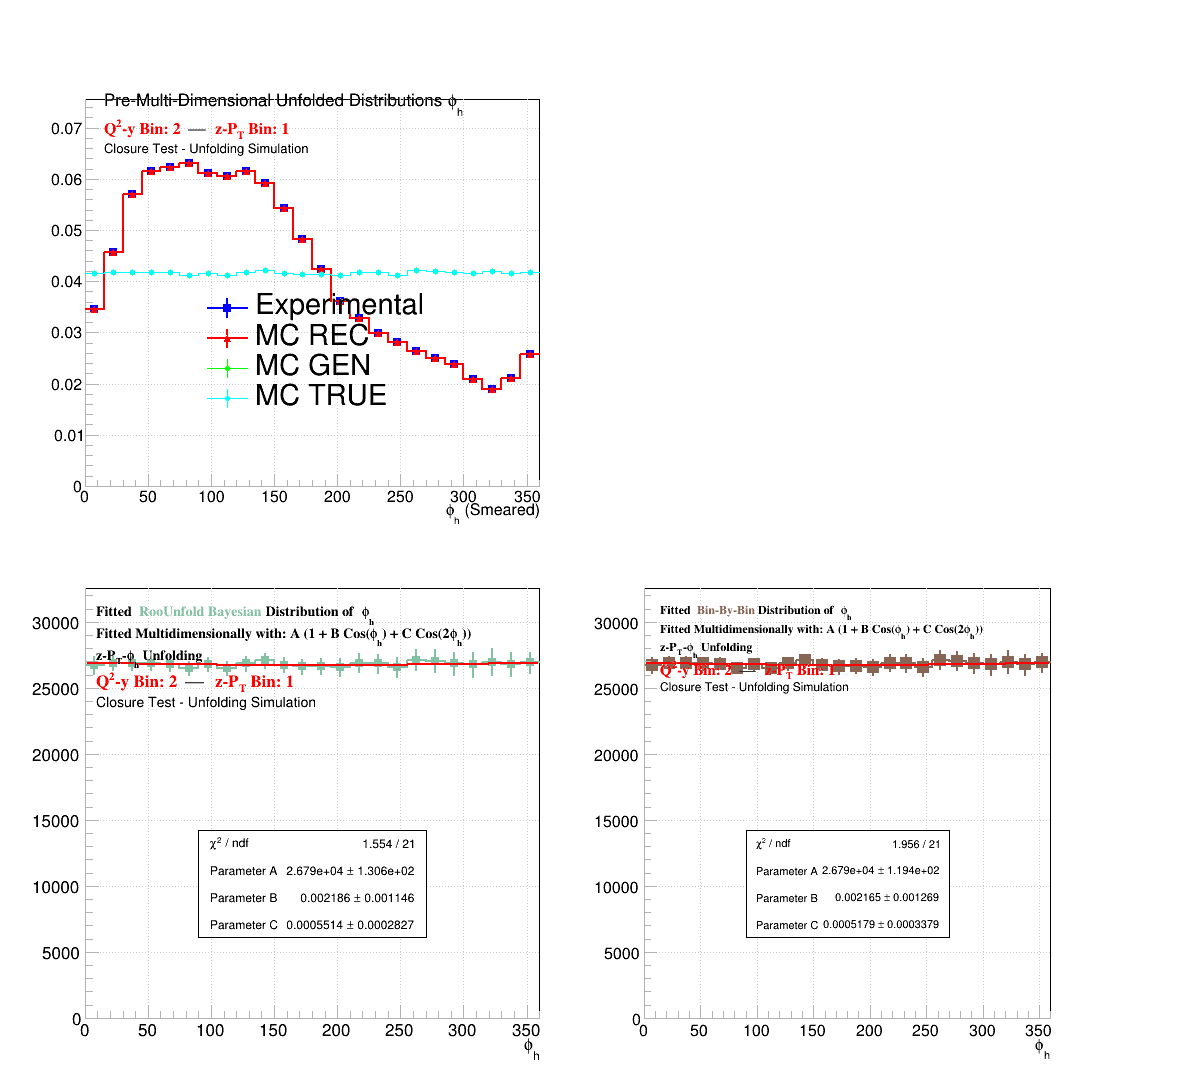 Pre-Multi-Dimensional Unfolded Distributions ϕh
Q²-y Bin: 2 — z-PT Bin: 1
Closure Test - Unfolding Simulation
0.07
0.06
0.05
0.04
0.03
0.02
0.01
0
Experimental
MC REC
MC GEN
MC TRUE
0 50 100 150 200 250 300 350
ϕh (Smeared)
Fitted RooUnfold Bayesian Distribution of ϕh
Fitted Multidimensionally with: A (1 + B Cos(ϕh) + C Cos(2ϕh))
z-PT-ϕh Unfolding
Q²-y Bin: 2 — z-PT Bin: 1
Closure Test - Unfolding Simulation
30000
25000
20000
15000
10000
5000
0
χ² / ndf 1.554 / 21
Parameter A 2.679e+04 ± 1.306e+02
Parameter B 0.002186 ± 0.001146
Parameter C 0.0005514 ± 0.0002827
0 50 100 150 200 250 300 350
ϕh
Fitted Bin-By-Bin Distribution of ϕh
Fitted Multidimensionally with: A (1 + B Cos(ϕh) + C Cos(2ϕh))
z-PT-ϕh Unfolding
Q²-y Bin: 2 — z-PT Bin: 1
Closure Test - Unfolding Simulation
30000
25000
20000
15000
10000
5000
0
χ² / ndf 1.956 / 21
Parameter A 2.679e+04 ± 1.194e+02
Parameter B 0.002165 ± 0.001269
Parameter C 0.0005179 ± 0.0003379
0 50 100 150 200 250 300 350
ϕh